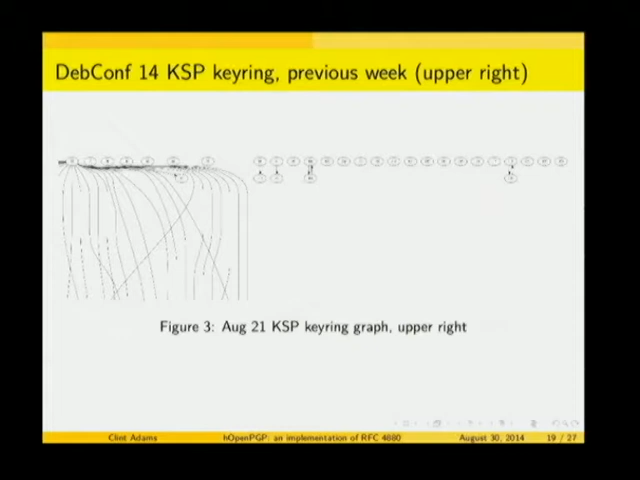 DebConf 14 KSP keyring, previous week (upper right)
Figure 3: Aug 21 KSP keyring graph, upper right
Clint Adams hOpenPGP: an implementation of RFC 4880 August 30, 2014 19 / 27